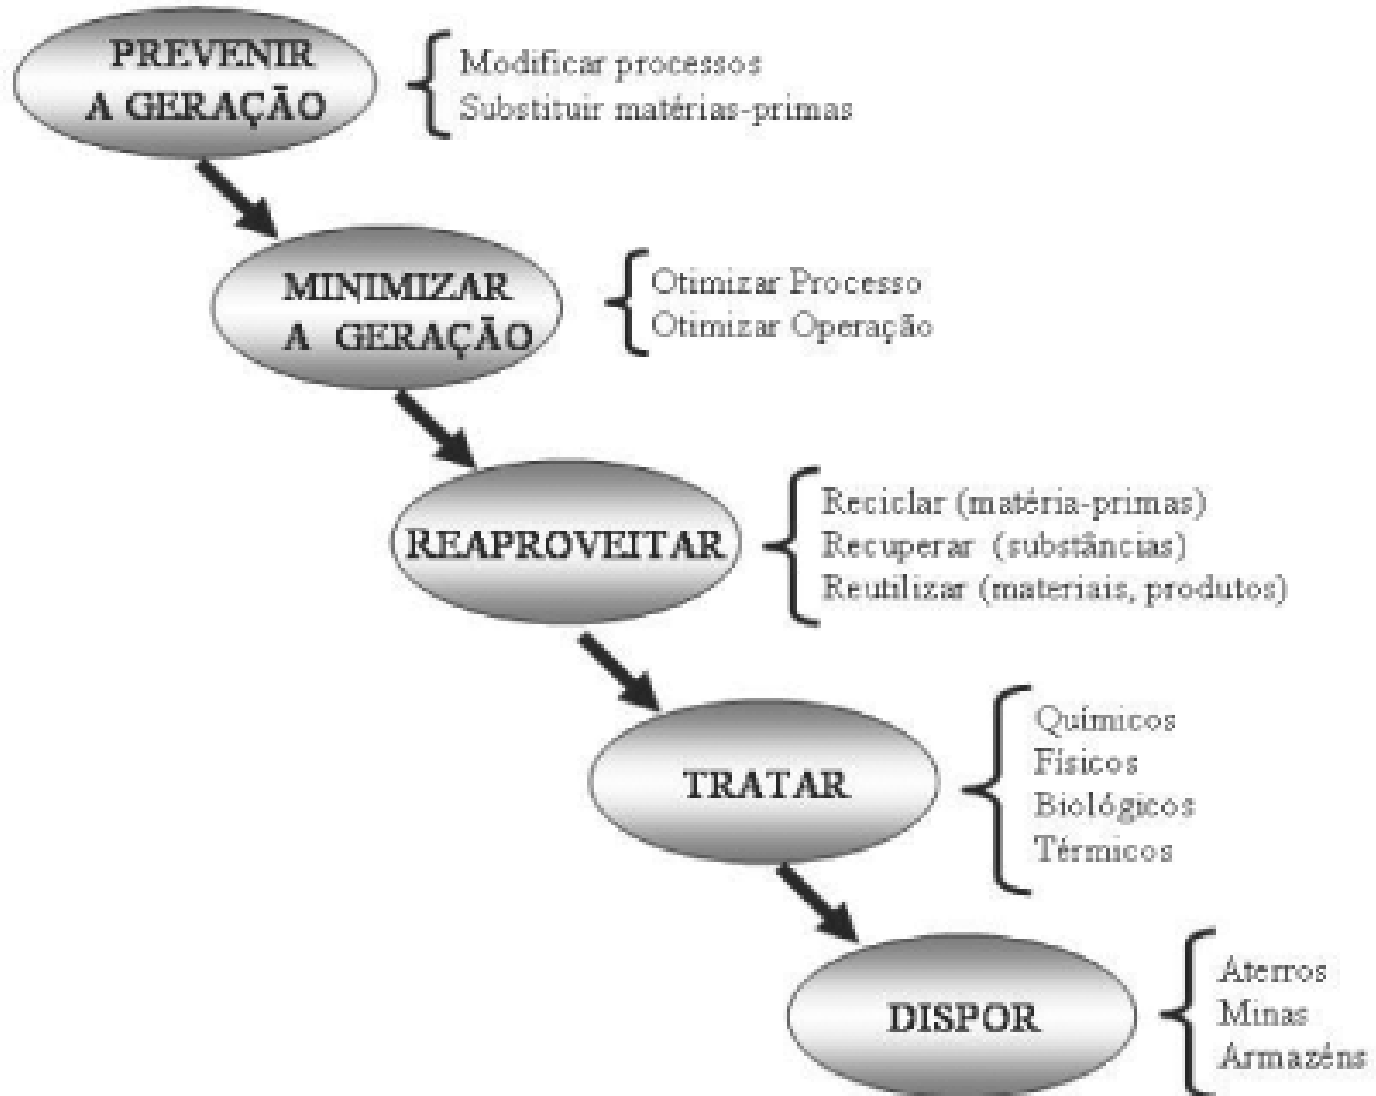 PREVENIR
A GERAÇÃO
Modificar processos
Substituir matérias-primas
MINIMIZAR
A GERAÇÃO
Otimizar Processo
Otimizar Operação
REAPROVEITAR
Reciclar (matéria-primas)
Recuperar (substâncias)
Reutilizar (materiais, produtos)
TRATAR
Químicos
Físicos
Biológicos
Térmicos
DISPOR
Aterros
Minas
Armazéns